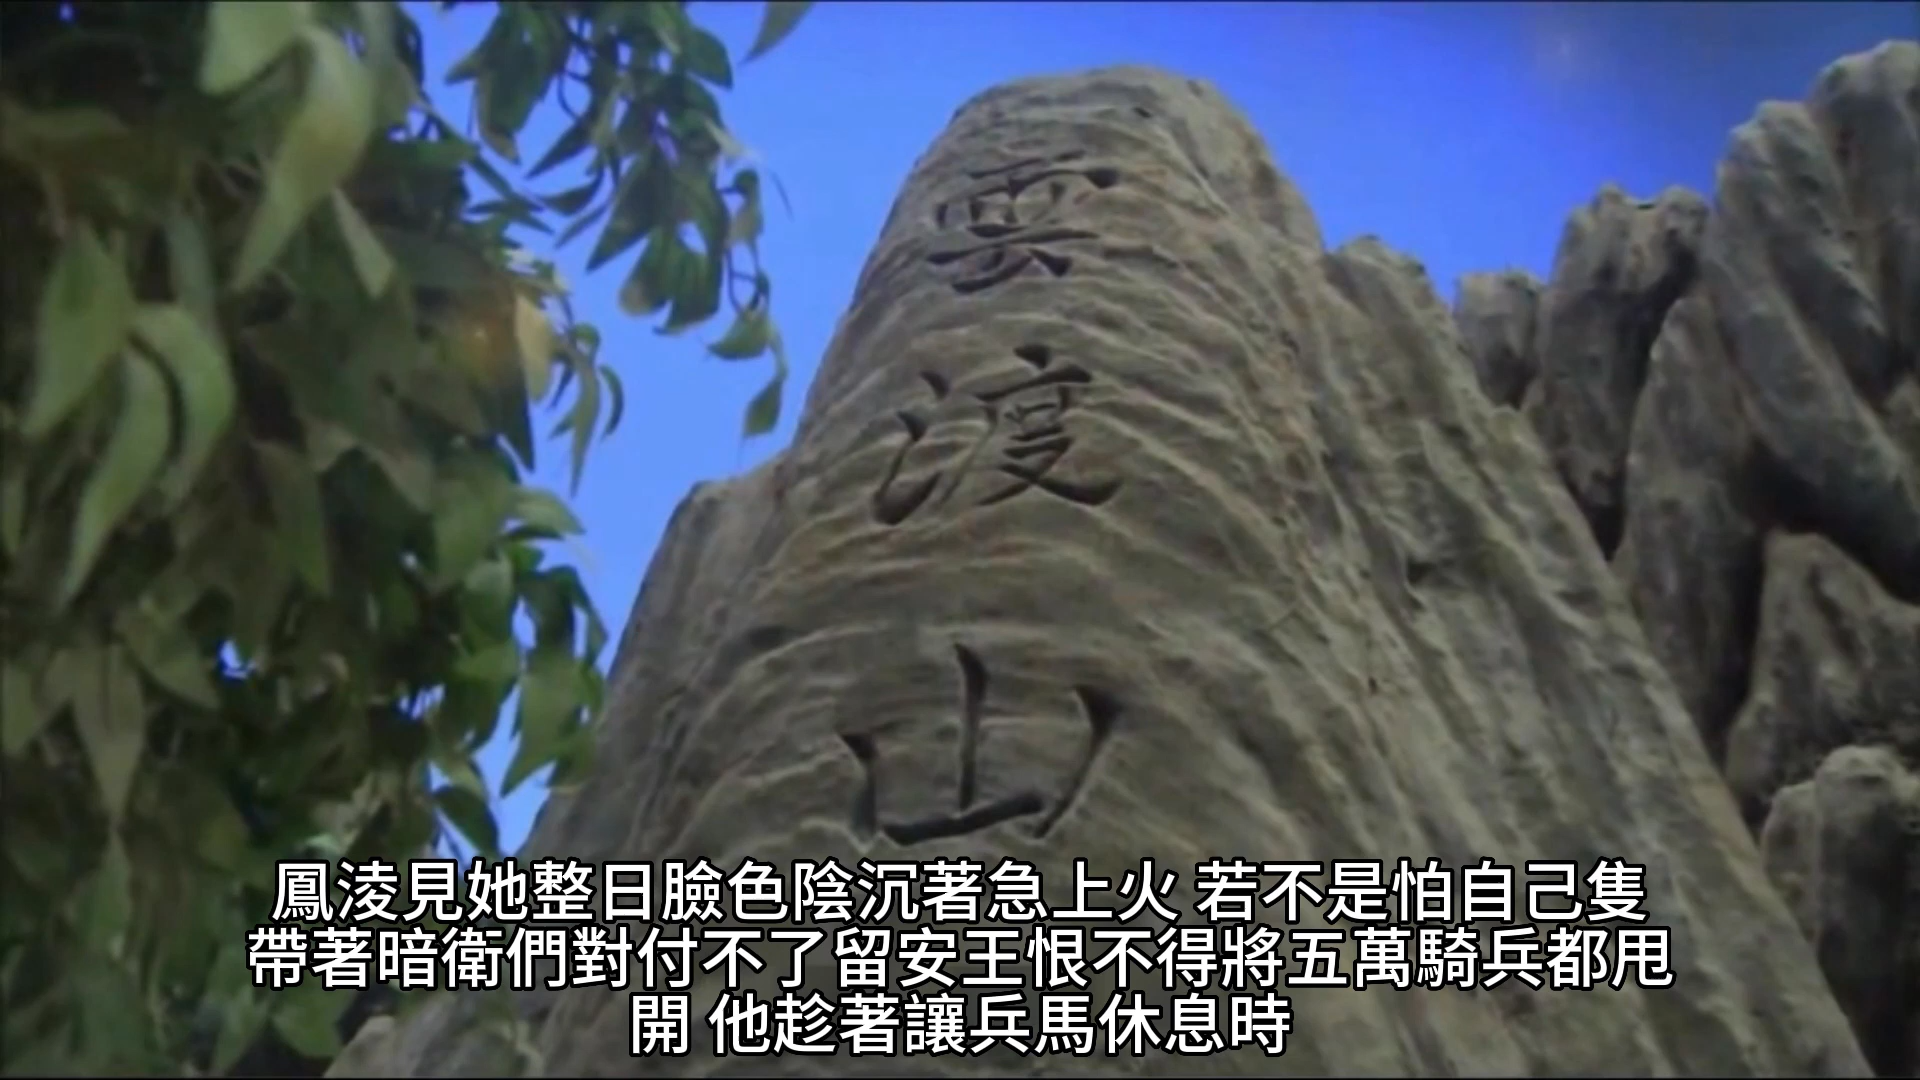 雲
渡
山
鳳淩見她整日臉色陰沉著急上火 若不是怕自己隻
帶著暗衛們對付不了留安王恨不得將五萬騎兵都甩
開 他趁著讓兵馬休息時